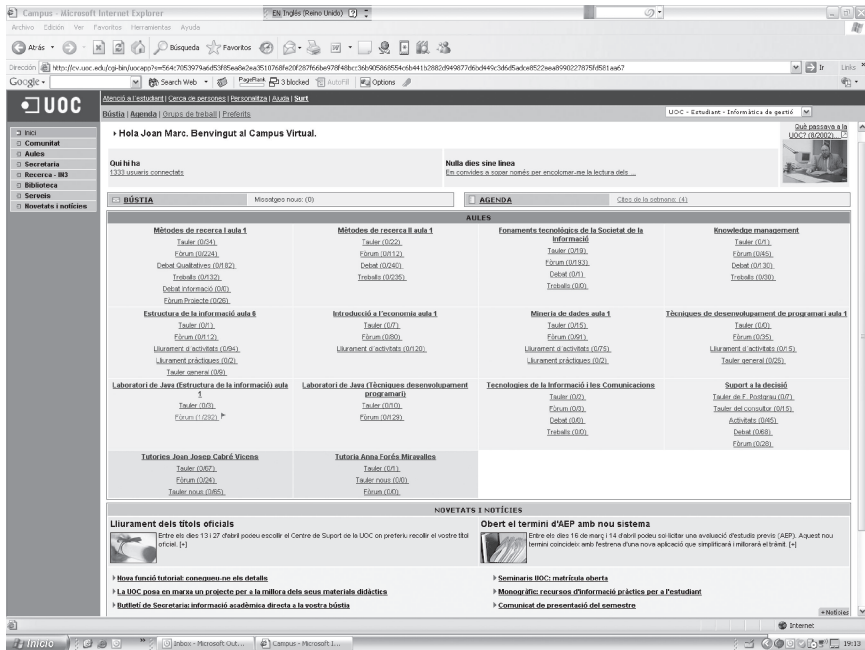 Campus - Microsoft Internet Explorer
EN Inglés (Reino Unido)
Archivo Edición Ver Favoritos Herramientas Ayuda
Atrás Búsqueda Favoritos
Dirección
Ir Links
Google Search Web PageRank 3 blocked AutoFill Options
UOC
Atenció a l'estudiant | Cerca de persones | Personalitza | Ajuda | Surt
Bústia | Agenda | Grups de treball | Preferits
UOC - Estudiant - Informàtica de gestió
Inici
Comunitat
Aules
Secretaria
Recerca - IN3
Biblioteca
Serveis
Novetats i notícies
Hola Joan Marc. Benvingut al Campus Virtual.
Què passava a la UOC? (8/2002)...
Qui hi ha
1333 usuaris connectats
Nulla dies sine linea
Em convides a sopar només per encolomar-me la lectura dels ...
BÚSTIA Missatges nous: (0)
AGENDA Cites de la setmana: (4)
AULES
Mètodes de recerca I aula 1
Tauler (0/34)
Fòrum (0/224)
Debat Qualitatives (0/182)
Treballs (0/132)
Debat Informació (0/0)
Fòrum Projecte (0/26)
Mètodes de recerca II aula 1
Tauler (0/22)
Fòrum (0/112)
Debat (0/240)
Treballs (0/235)
Fonaments tecnològics de la Societat de la Informació
Tauler (0/19)
Fòrum (0/193)
Debat (0/1)
Treballs (0/0)
Knowledge management
Tauler (0/1)
Fòrum (0/45)
Debat (0/130)
Treballs (0/30)
Estructura de la informació aula 6
Tauler (0/1)
Fòrum (0/112)
Lliurament d'activitats (0/94)
Lliurament pràctiques (0/2)
Tauler general (0/9)
Introducció a l'economia aula 1
Tauler (0/7)
Fòrum (0/80)
Lliurament d'activitats (0/120)
Mineria de dades aula 1
Tauler (0/15)
Fòrum (0/91)
Lliurament d'activitats (0/75)
Lliurament pràctiques (0/2)
Tècniques de desenvolupament de programari aula 1
Tauler (0/0)
Fòrum (0/35)
Lliurament d'activitats (0/15)
Tauler general (0/25)
Laboratori de Java (Estructura de la informació) aula 1
Tauler (0/3)
Fòrum (1/292)
Laboratori de Java (Tècniques desenvolupament programari)
Tauler (0/10)
Fòrum (0/129)
Tecnologies de la Informació i les Comunicacions
Tauler (0/2)
Fòrum (0/0)
Debat (0/0)
Treballs (0/0)
Suport a la decisió
Tauler de F. Postgrau (0/7)
Tauler del consultor (0/15)
Activitats (0/45)
Debat (0/68)
Fòrum (0/28)
Tutories Joan Josep Cabré Vicens
Tauler (0/67)
Fòrum (0/24)
Tauler nous (0/65)
Tutoria Anna Forés Miravalles
Tauler (0/1)
Tauler nous (0/0)
Fòrum (0/0)
NOVETATS I NOTÍCIES
Lliurament dels títols oficials
Entre els dies 13 i 27 d'abril podeu escollir el Centre de Suport de la UOC on preferiu recollir el vostre títol oficial. [+]
Obert el termini d'AEP amb nou sistema
Entre els dies 16 de març i 14 d'abril podeu sol·licitar una avaluació d'estudis previs (AEP). Aquest nou termini coincideix amb l'estrena d'una nova aplicació que simplificarà i millorarà el tràmit. [+]
Nova funció tutorial: conegueu-ne els detalls
La UOC posa en marxa un projecte per a la millora dels seus materials didàctics
Butlletí de Secretaria: informació acadèmica directa a la vostra bústia
Seminaris UOC: matrícula oberta
Monogràfic: recursos d'informació pràctics per a l'estudiant
Comunicat de presentació del semestre
+Notícies
Internet
Inicio
Inbox - Microsoft Out...
Campus - Microsoft I...
19:13